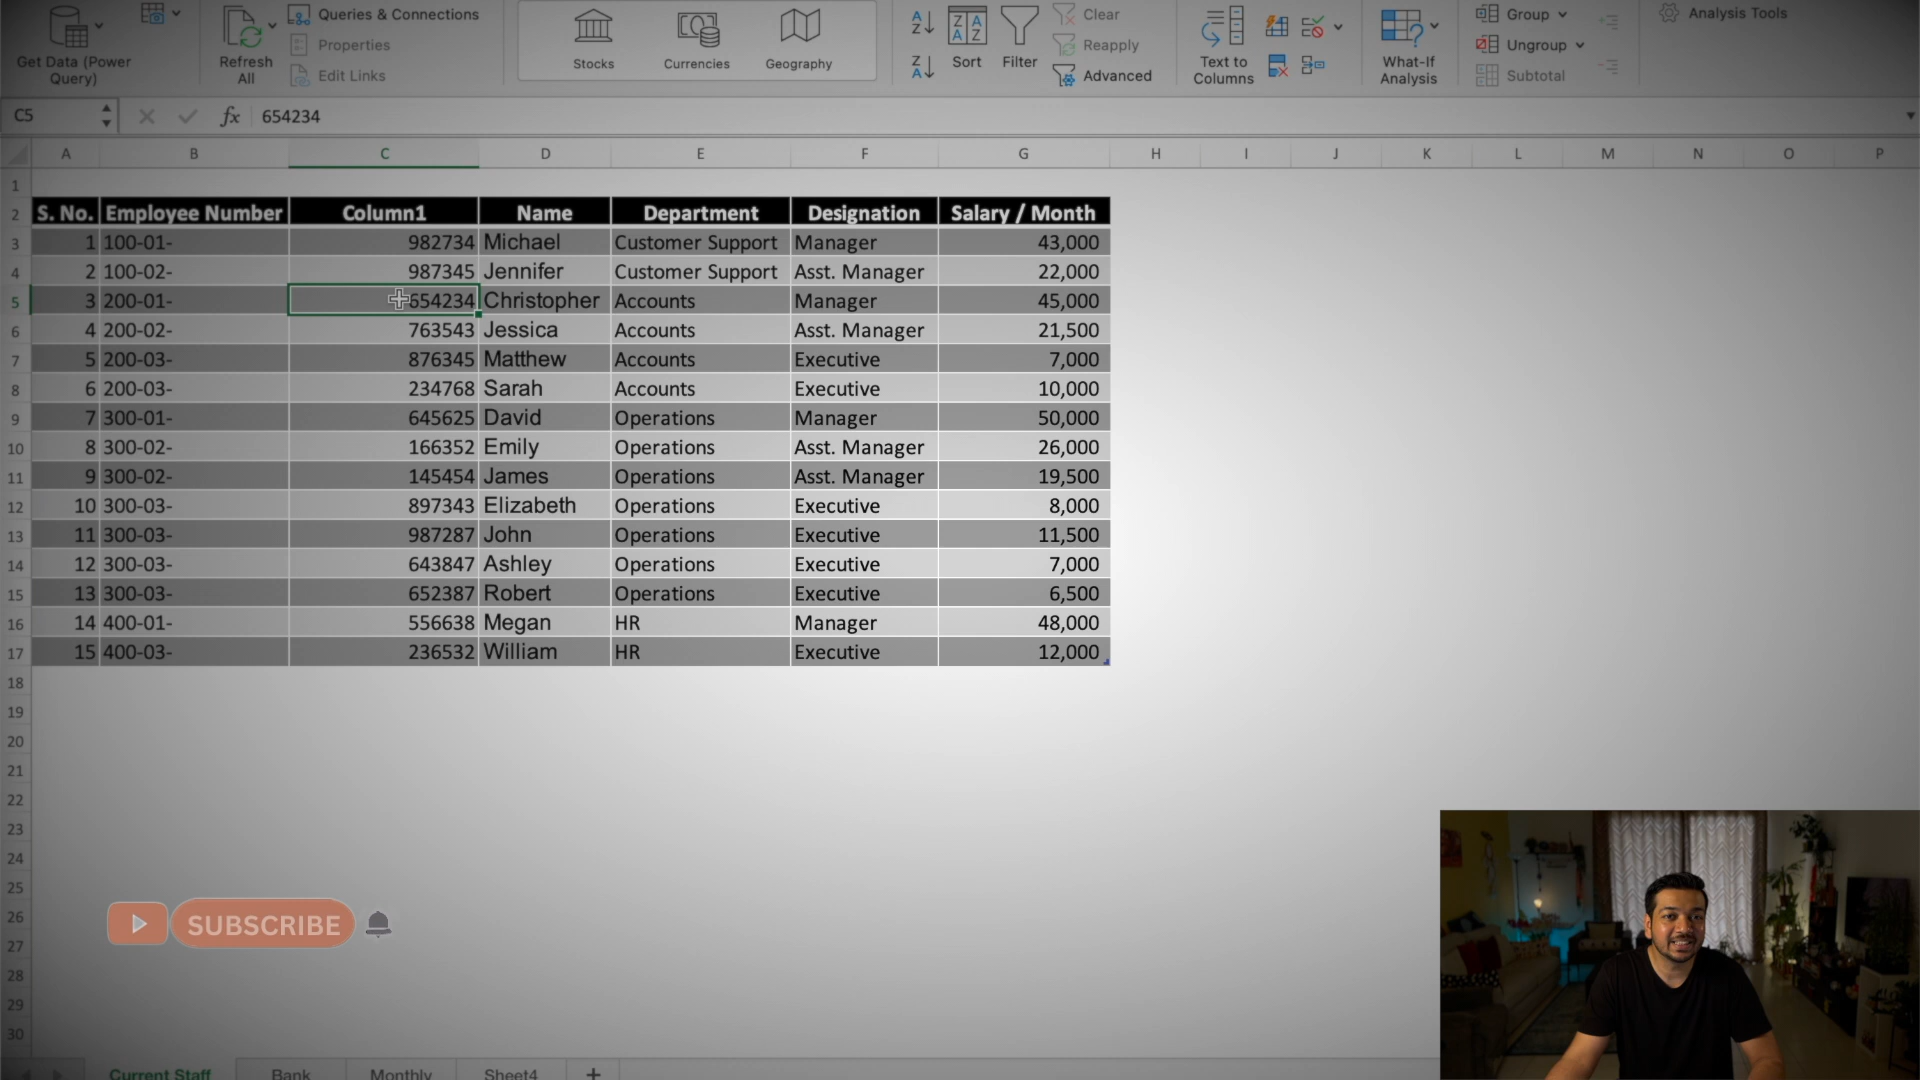 Get Data (Power Query)
Refresh All
Queries & Connections
Properties
Edit Links
Stocks
Currencies
Geography
Sort
Filter
Clear
Reapply
Advanced
Text to Columns
What-If Analysis
Group
Ungroup
Subtotal
Analysis Tools
C5 fx 654234
A B C D E F G H I J K L M N O P
1
2 S. No. Employee Number Column1 Name Department Designation Salary / Month
3 1 100-01- 982734 Michael Customer Support Manager 43,000
4 2 100-02- 987345 Jennifer Customer Support Asst. Manager 22,000
5 3 200-01- 654234 Christopher Accounts Manager 45,000
6 4 200-02- 763543 Jessica Accounts Asst. Manager 21,500
7 5 200-03- 876345 Matthew Accounts Executive 7,000
8 6 200-03- 234768 Sarah Accounts Executive 10,000
9 7 300-01- 645625 David Operations Manager 50,000
10 8 300-02- 166352 Emily Operations Asst. Manager 26,000
11 9 300-02- 145454 James Operations Asst. Manager 19,500
12 10 300-03- 897343 Elizabeth Operations Executive 8,000
13 11 300-03- 987287 John Operations Executive 11,500
14 12 300-03- 643847 Ashley Operations Executive 7,000
15 13 300-03- 652387 Robert Operations Executive 6,500
16 14 400-01- 556638 Megan HR Manager 48,000
17 15 400-03- 236532 William HR Executive 12,000
18
19
20
21
22
23
24
25
26
SUBSCRIBE
27
28
29
30
Current Staff Bank Monthly Sheet4 +